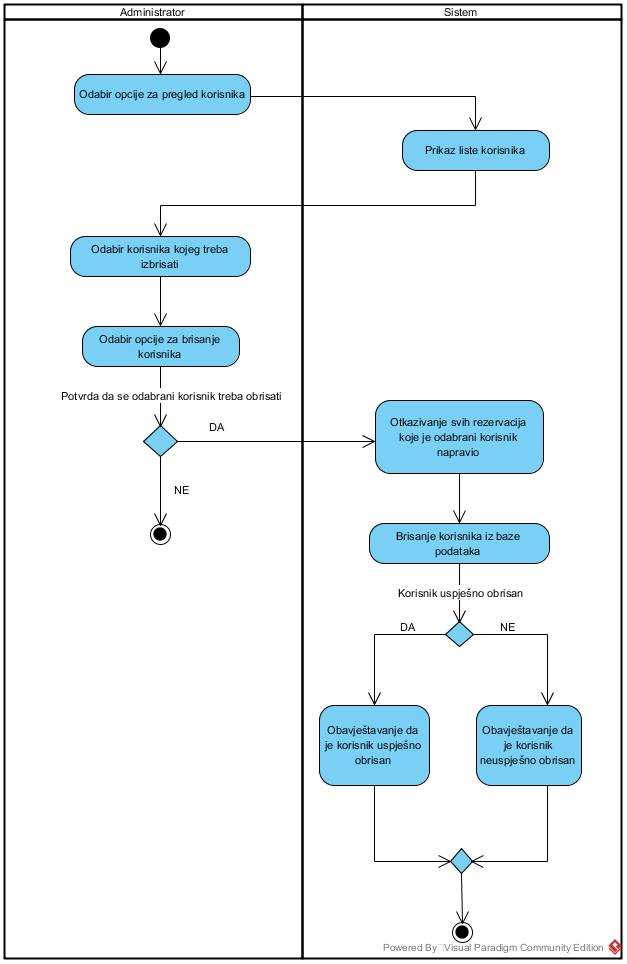 Administrator
Sistem
Odabir opcije za pregled korisnika
Prikaz liste korisnika
Odabir korisnika kojeg treba
izbrisati
Odabir opcije za brisanje
korisnika
Potvrda da se odabrani korisnik treba obrisati
DA
NE
Otkazivanje svih rezervacija
koje je odabrani korisnik
napravio
Brisanje korisnika iz baze
podataka
Korisnik uspješno obrisan
DA
NE
Obavještavanje da
je korisnik uspješno
obrisan
Obavještavanje da
je korisnik
neuspješno obrisan
Powered By Visual Paradigm Community Edition